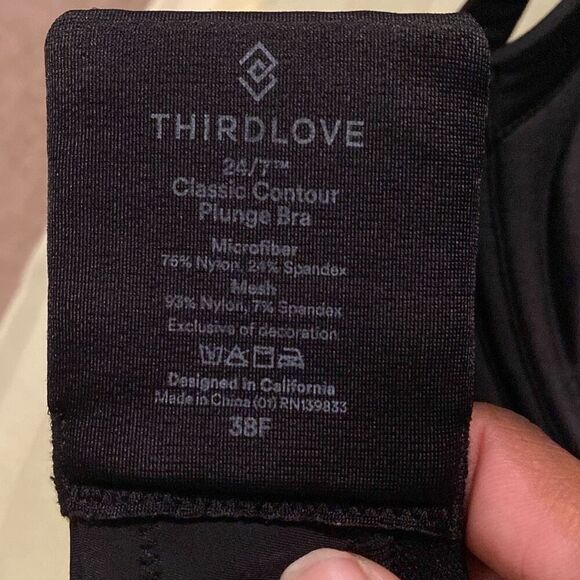 THIRDLOVE
24/7™
Classic Contour
Plunge Bra
Microfiber
76% Nylon, 24% Spandex
Mesh
93% Nylon, 7% Spandex
Exclusive of decoration
Designed in California
Made in China (01) RN139833
38F